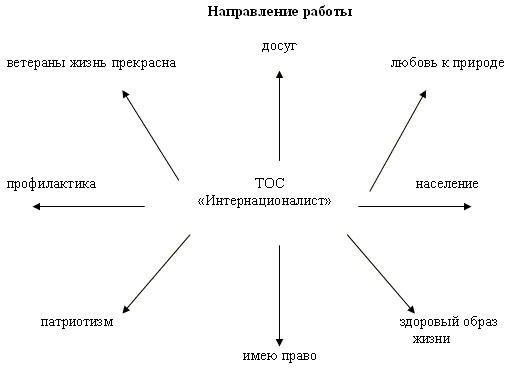 Направление работы
досуг
ветераны жизнь прекрасна
любовь к природе
профилактика
ТОС
«Интернационалист»
население
патриотизм
здоровый образ
жизни
имею право